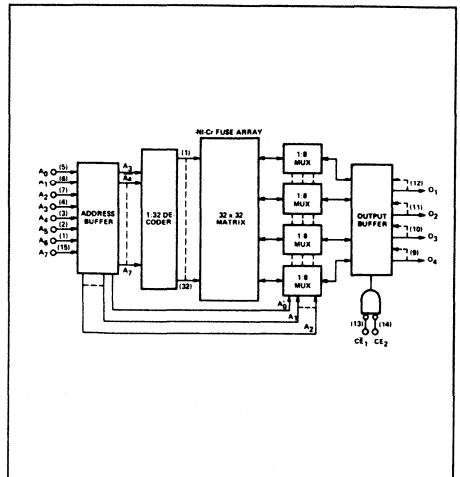 -Ni-Cr FUSE ARRAY
A0 (5)
A1 (6)
A2 (7)
A3 (4)
A4 (3)
A5 (2)
A6 (1)
A7 (15)
ADDRESS
BUFFER
A3
A4
A7
1:32 DE
CODER
(1)
(32)
32 x 32
MATRIX
1:8
MUX
1:8
MUX
1:8
MUX
1:8
MUX
A0
A1
A2
OUTPUT
BUFFER
(12)
O1
(11)
O2
(10)
O3
(9)
O4
(13) (14)
CE1 CE2